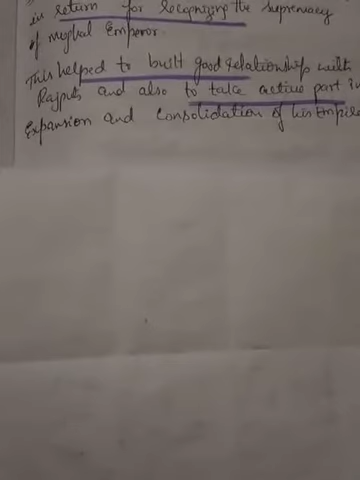 in return for recognizing the supremacy
of mughal Emperor.
This helped to built good relationship with
Rajputs and also to take active part in
Expansion and Consolidation of his Empire